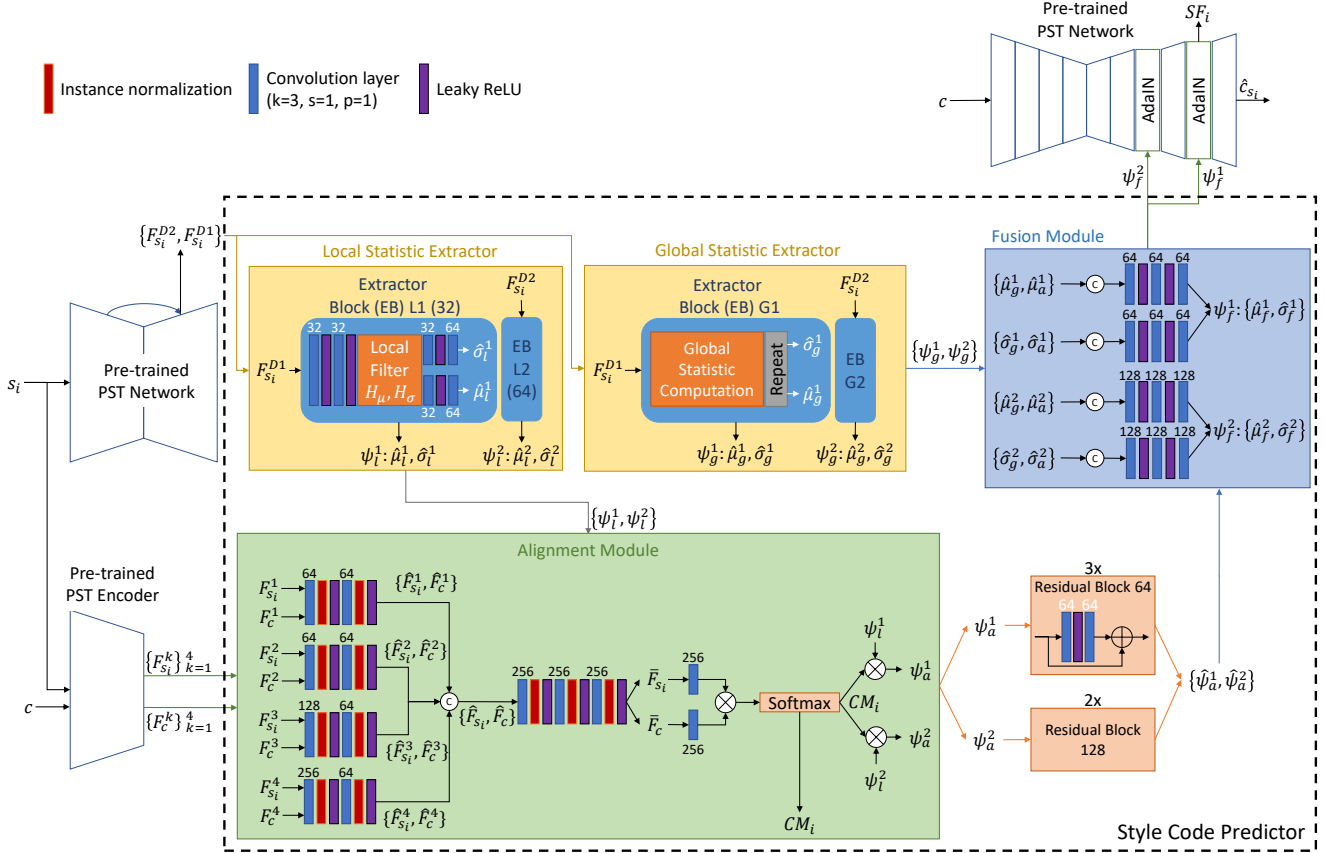 Pre-trained
PST Network
SF_i
Instance normalization
Convolution layer
(k=3, s=1, p=1)
Leaky ReLU
c
AdaIN
AdaIN
ĉ_{s_i}
ψ_f^2
ψ_f^1
{F_{s_i}^{D2}, F_{s_i}^{D1}}
Local Statistic Extractor
Extractor
Block (EB) L1 (32)
F_{s_i}^{D2}
32 32
32 64
F_{s_i}^{D1}
Local
Filter
H_μ, H_σ
σ̂_l^1
μ̂_l^1
32 64
EB
L2
(64)
ψ_l^1: μ̂_l^1, σ̂_l^1
ψ_l^2: μ̂_l^2, σ̂_l^2
Global Statistic Extractor
Extractor
Block (EB) G1
F_{s_i}^{D2}
F_{s_i}^{D1}
Global
Statistic
Computation
Repeat
σ̂_g^1
μ̂_g^1
EB
G2
ψ_g^1: μ̂_g^1, σ̂_g^1
ψ_g^2: μ̂_g^2, σ̂_g^2
{ψ_g^1, ψ_g^2}
Fusion Module
64 64 64
{μ̂_g^1, μ̂_a^1}
C
64 64 64
{σ̂_g^1, σ̂_a^1}
C
ψ_f^1: {μ̂_f^1, σ̂_f^1}
128 128 128
{μ̂_g^2, μ̂_a^2}
C
128 128 128
{σ̂_g^2, σ̂_a^2}
C
ψ_f^2: {μ̂_f^2, σ̂_f^2}
s_i
Pre-trained
PST Network
{ψ_l^1, ψ_l^2}
Pre-trained
PST Encoder
c
{F_{s_i}^k}_{k=1}^4
{F_c^k}_{k=1}^4
Alignment Module
64 64
F_{s_i}^1
F_c^1
{F̂_{s_i}^1, F̂_c^1}
64 64
F_{s_i}^2
F_c^2
{F̂_{s_i}^2, F̂_c^2}
128 64
F_{s_i}^3
F_c^3
{F̂_{s_i}^3, F̂_c^3}
256 64
F_{s_i}^4
F_c^4
{F̂_{s_i}^4, F̂_c^4}
C
{F̂_{s_i}, F̂_c}
256 256 256
F̄_{s_i}
256
F̄_c
256
Softmax
CM_i
CM_i
ψ_l^1
ψ_a^1
ψ_a^2
ψ_l^2
ψ_a^1
ψ_a^2
3x
Residual Block 64
64 64
2x
Residual Block
128
{ψ̂_a^1, ψ̂_a^2}
Style Code Predictor